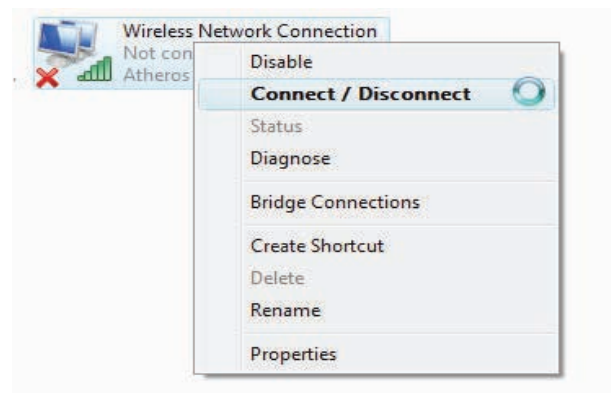 Wireless Network Connection
Not con
Atheros
Disable
Connect / Disconnect
Status
Diagnose
Bridge Connections
Create Shortcut
Delete
Rename
Properties